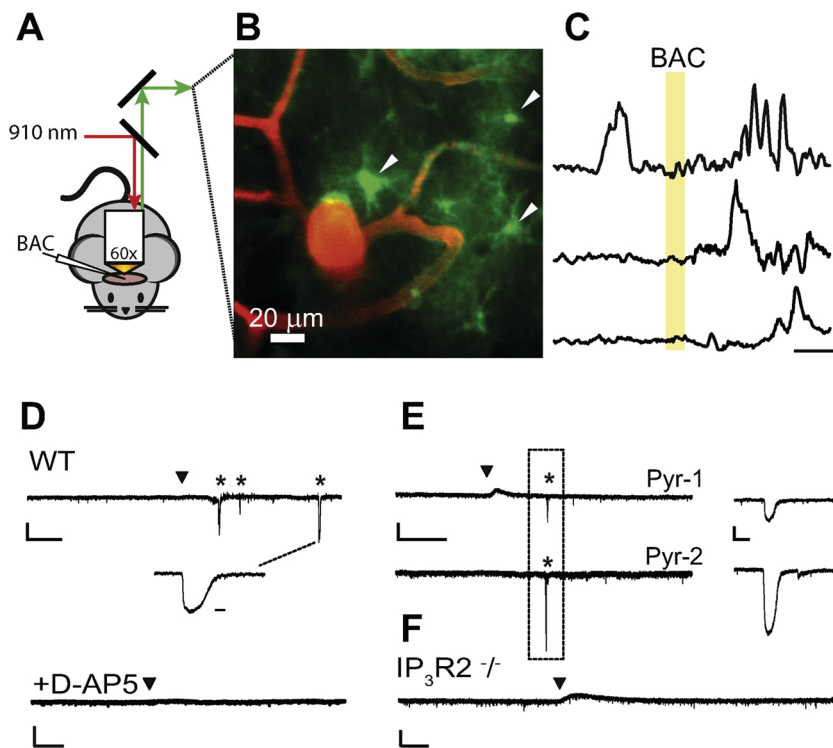 A
B
C
910 nm
BAC
60x
20 μm
BAC
D
WT
* * *
+D-AP5
E
*
Pyr-1
*
Pyr-2
F
IP3R2 -/-